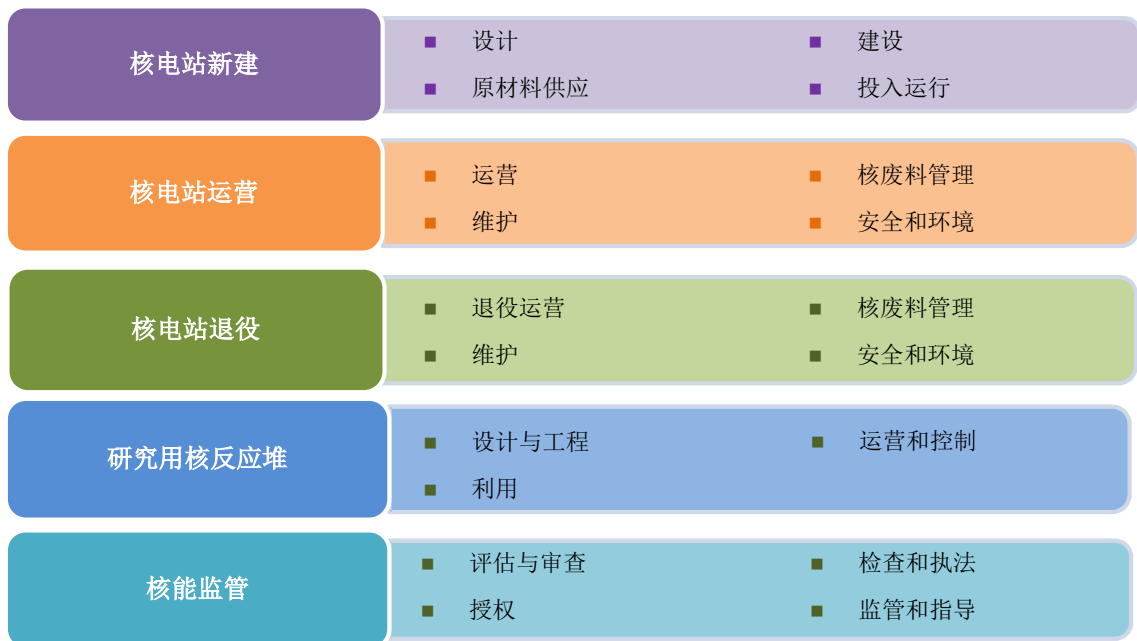 核电站新建
设计
建设
原材料供应
投入运行
核电站运营
运营
核废料管理
维护
安全和环境
核电站退役
退役运营
核废料管理
维护
安全和环境
研究用核反应堆
设计与工程
运营和控制
利用
核能监管
评估与审查
检查和执法
授权
监管和指导